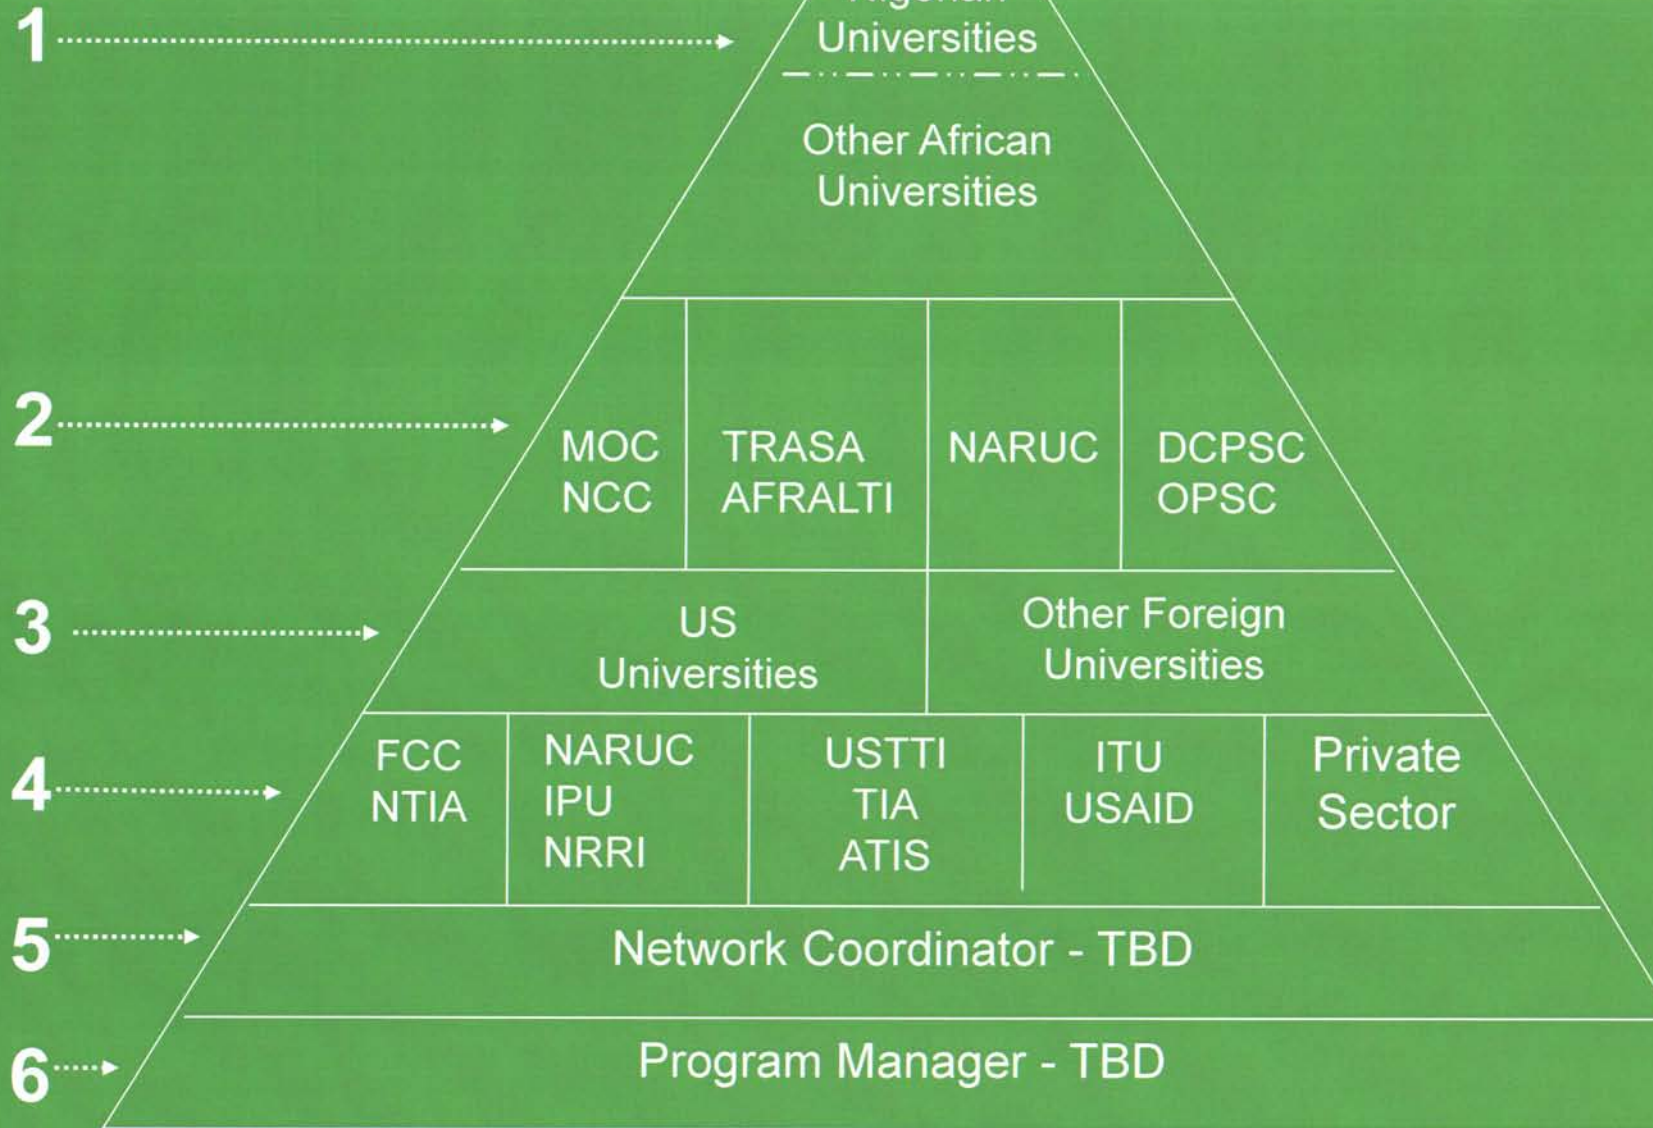 1
Universities
Other African
Universities
2
MOC
NCC
TRASA
AFRALTI
NARUC
DCPSC
OPSC
3
US
Universities
Other Foreign
Universities
4
FCC
NTIA
NARUC
IPU
NRRI
USTTI
TIA
ATIS
ITU
USAID
Private
Sector
5
Network Coordinator - TBD
6
Program Manager - TBD